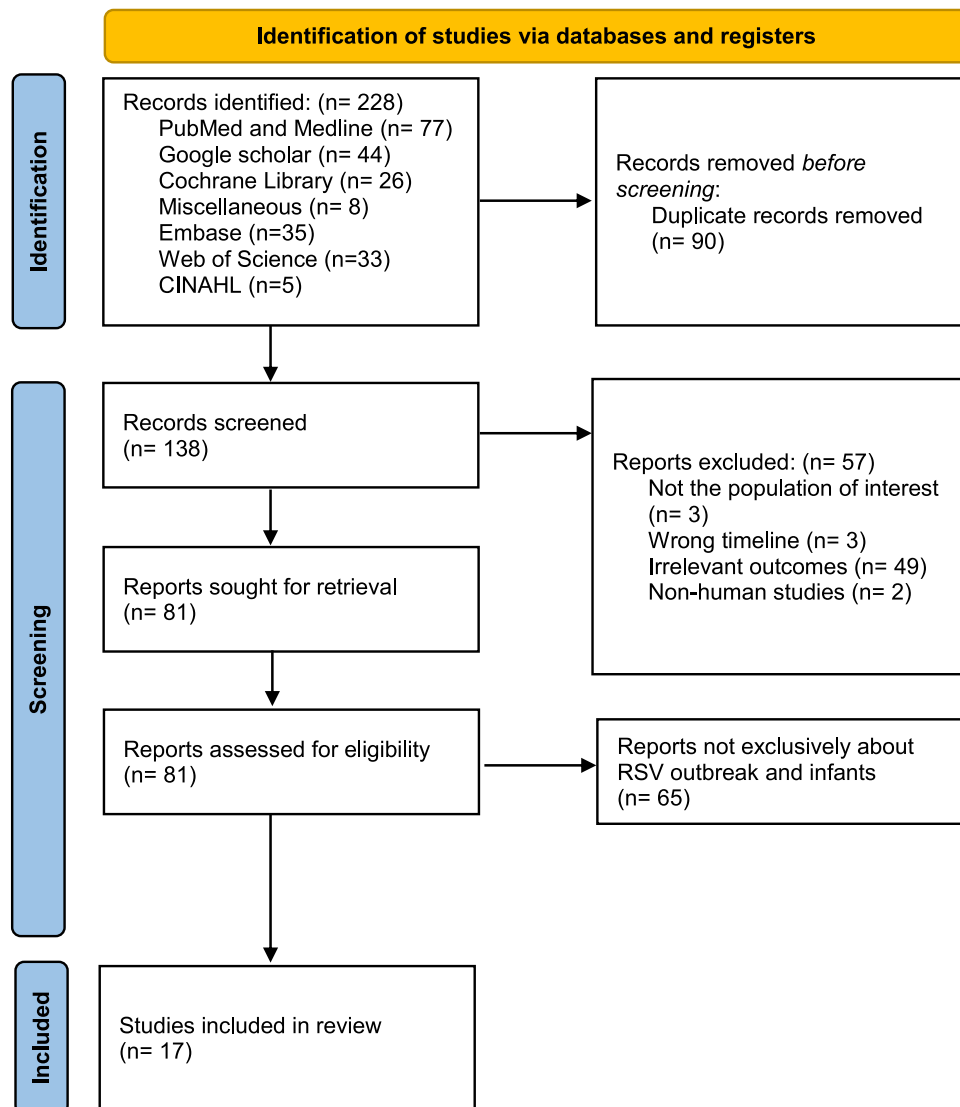 Identification of studies via databases and registers
Identification
Records identified: (n= 228)
PubMed and Medline (n= 77)
Google scholar (n= 44)
Cochrane Library (n= 26)
Miscellaneous (n= 8)
Embase (n=35)
Web of Science (n=33)
CINAHL (n=5)
Records removed before
screening:
Duplicate records removed
(n= 90)
Screening
Records screened
(n= 138)
Reports excluded: (n= 57)
Not the population of interest
(n= 3)
Wrong timeline (n= 3)
Irrelevant outcomes (n= 49)
Non-human studies (n= 2)
Reports sought for retrieval
(n= 81)
Reports assessed for eligibility
(n= 81)
Reports not exclusively about
RSV outbreak and infants
(n= 65)
Included
Studies included in review
(n= 17)